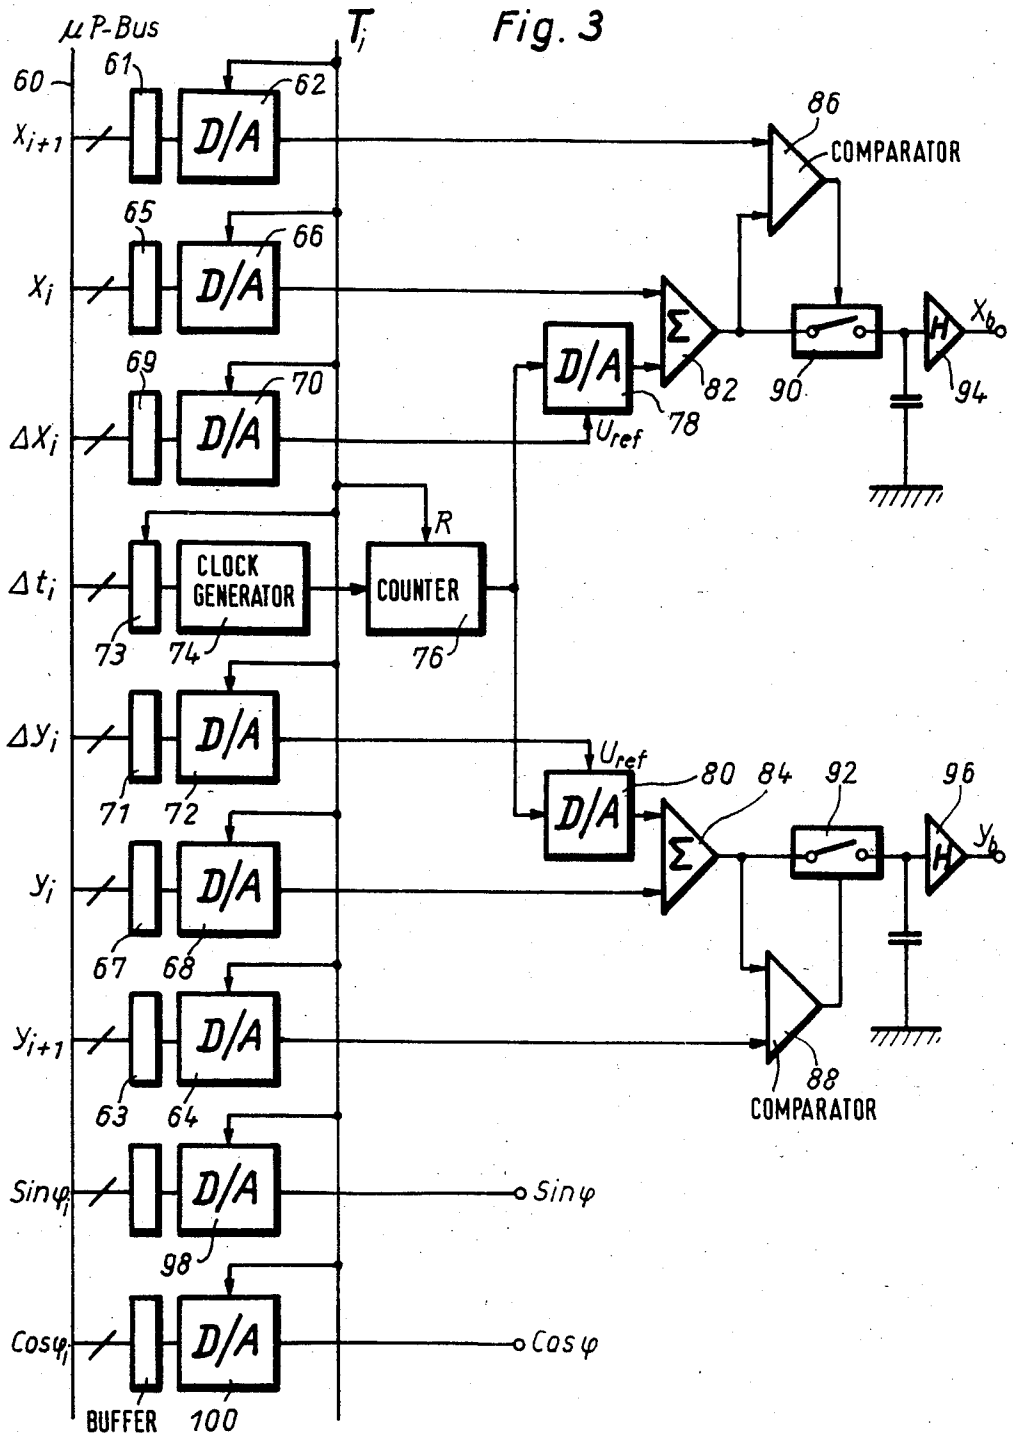 μP-Bus
T_i
Fig. 3
60
61
62
D/A
X_{i+1}
86
COMPARATOR
65
66
D/A
X_i
Σ
82
D/A
78
U_ref
90
H
94
X_b
69
70
D/A
ΔX_i
R
Δt_i
73
CLOCK
GENERATOR
74
COUNTER
76
ΔY_i
71
D/A
72
U_ref
D/A
80
84
Σ
92
96
H
Y_b
Y_i
67
D/A
68
Y_{i+1}
63
D/A
64
88
COMPARATOR
Sinφ_i
D/A
98
Sinφ
Cosφ_i
D/A
Cosφ
BUFFER
100